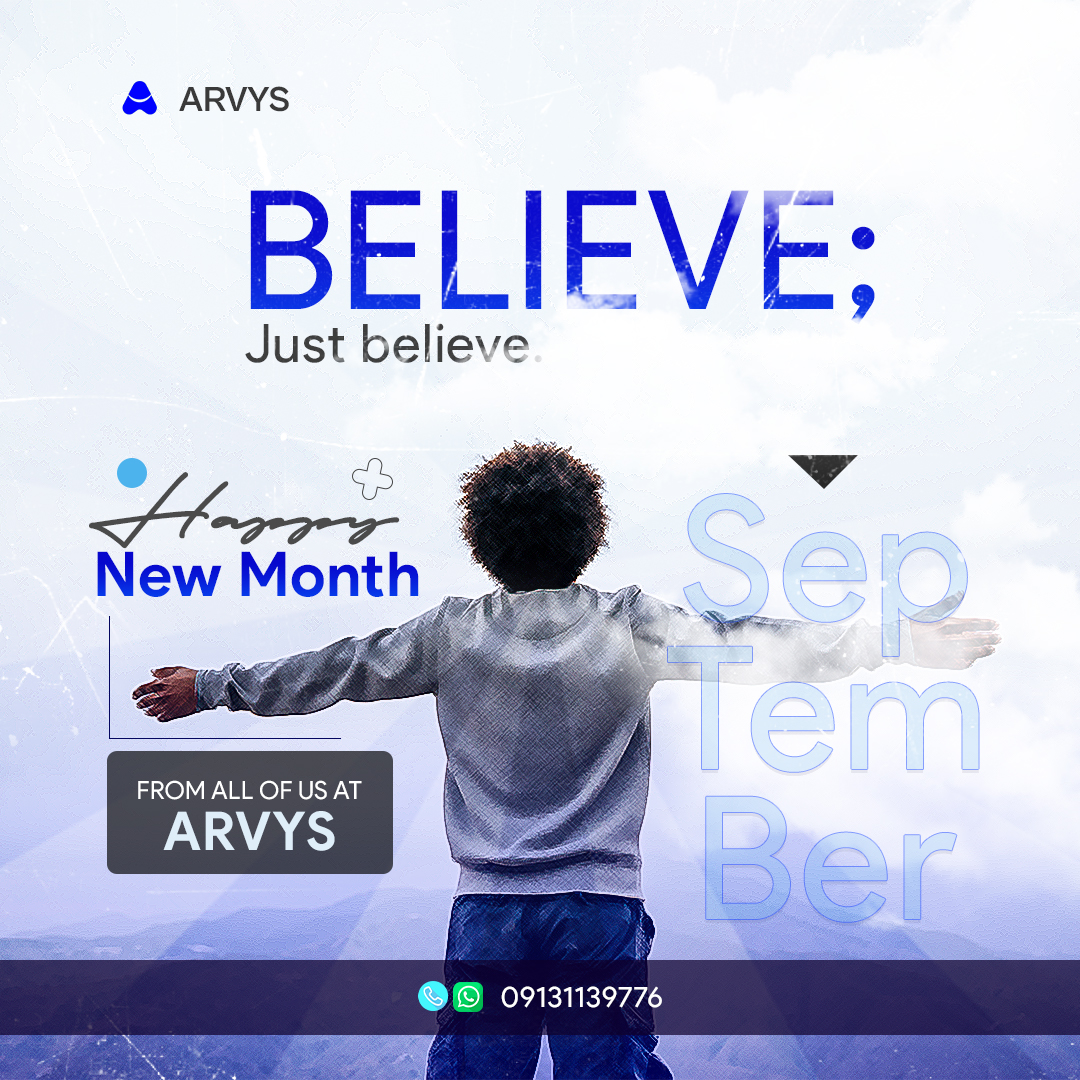 ARVYS
BELIEVE;
Just believe.
Happy
New Month
FROM ALL OF US AT
ARVYS
Sep
Tem
Ber
09131139776